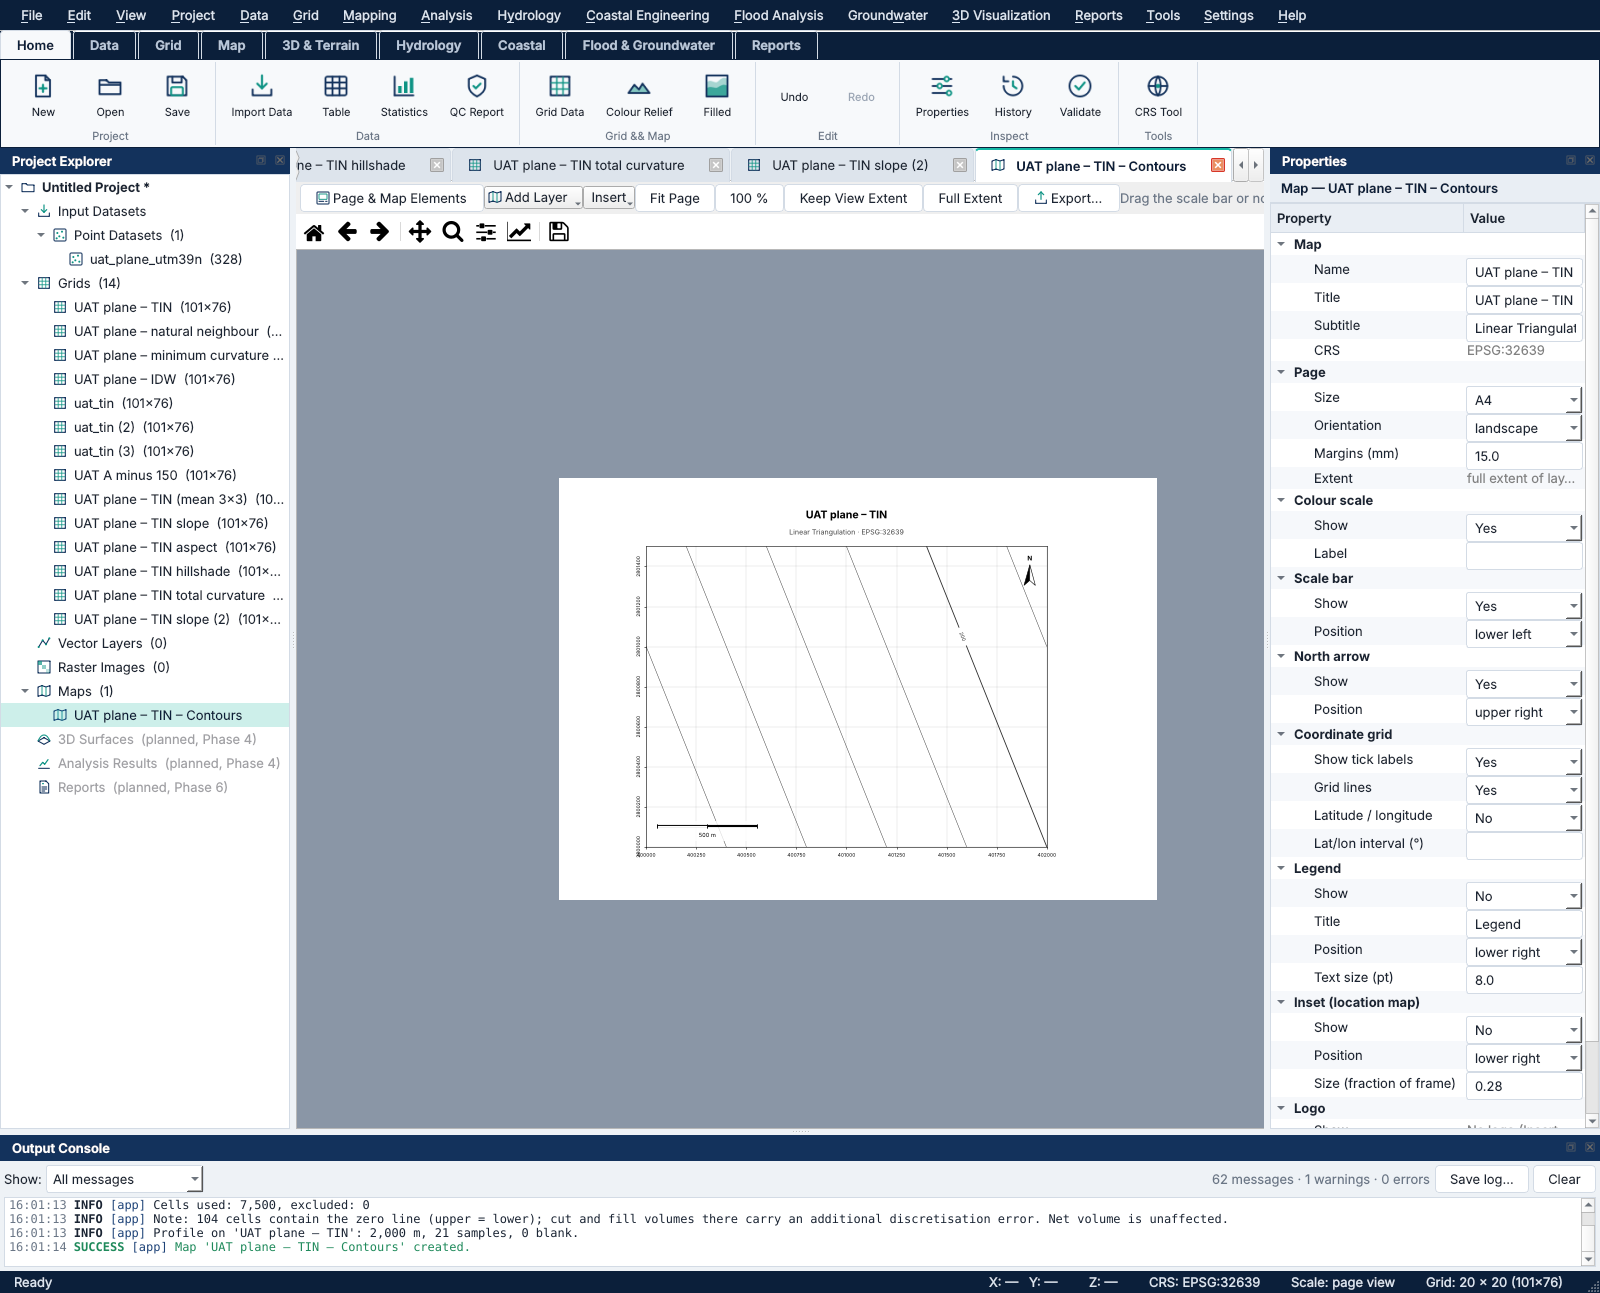 File Edit View Project Data Grid Mapping Analysis Hydrology Coastal Engineering Flood Analysis Groundwater 3D Visualization Reports Tools Settings Help
Home Data Grid Map 3D & Terrain Hydrology Coastal Flood & Groundwater Reports
New Open Save Import Data Table Statistics QC Report Grid Data Colour Relief Filled Undo Redo Properties History Validate CRS Tool
Project Data Grid && Map Edit Inspect Tools
Project Explorer
Untitled Project *
Input Datasets
Point Datasets (1)
uat_plane_utm39n (328)
Grids (14)
UAT plane – TIN (101×76)
UAT plane – natural neighbour (...
UAT plane – minimum curvature ...
UAT plane – IDW (101×76)
uat_tin (101×76)
uat_tin (2) (101×76)
uat_tin (3) (101×76)
UAT A minus 150 (101×76)
UAT plane – TIN (mean 3×3) (10...
UAT plane – TIN slope (101×76)
UAT plane – TIN aspect (101×76)
UAT plane – TIN hillshade (101×...
UAT plane – TIN total curvature ...
UAT plane – TIN slope (2) (101×...
Vector Layers (0)
Raster Images (0)
Maps (1)
UAT plane – TIN – Contours
3D Surfaces (planned, Phase 4)
Analysis Results (planned, Phase 4)
Reports (planned, Phase 6)
ne – TIN hillshade UAT plane – TIN total curvature UAT plane – TIN slope (2) UAT plane – TIN – Contours
Page & Map Elements Add Layer Insert Fit Page 100 % Keep View Extent Full Extent Export... Drag the scale bar or no
UAT plane – TIN
Linear Triangulation · EPSG:32639
N
200
500 m
2801400
2801200
2801000
2800800
2800600
2800400
2800200
400000 400250 400500 400750 401000 401250 401500 401750 402000
Properties
Map — UAT plane – TIN – Contours
Property Value
Map
Name UAT plane – TIN
Title UAT plane – TIN
Subtitle Linear Triangulat
CRS EPSG:32639
Page
Size A4
Orientation landscape
Margins (mm) 15.0
Extent full extent of lay...
Colour scale
Show Yes
Label
Scale bar
Show Yes
Position lower left
North arrow
Show Yes
Position upper right
Coordinate grid
Show tick labels Yes
Grid lines Yes
Latitude / longitude No
Lat/lon interval (°)
Legend
Show No
Title Legend
Position lower right
Text size (pt) 8.0
Inset (location map)
Show No
Position lower right
Size (fraction of frame) 0.28
Logo
Output Console
Show: All messages 62 messages · 1 warnings · 0 errors Save log... Clear
16:01:13 INFO [app] Cells used: 7,500, excluded: 0
16:01:13 INFO [app] Note: 104 cells contain the zero line (upper = lower); cut and fill volumes there carry an additional discretisation error. Net volume is unaffected.
16:01:13 INFO [app] Profile on 'UAT plane – TIN': 2,000 m, 21 samples, 0 blank.
16:01:14 SUCCESS [app] Map 'UAT plane – TIN – Contours' created.
Ready X: — Y: — Z: — CRS: EPSG:32639 Scale: page view Grid: 20 × 20 (101×76)